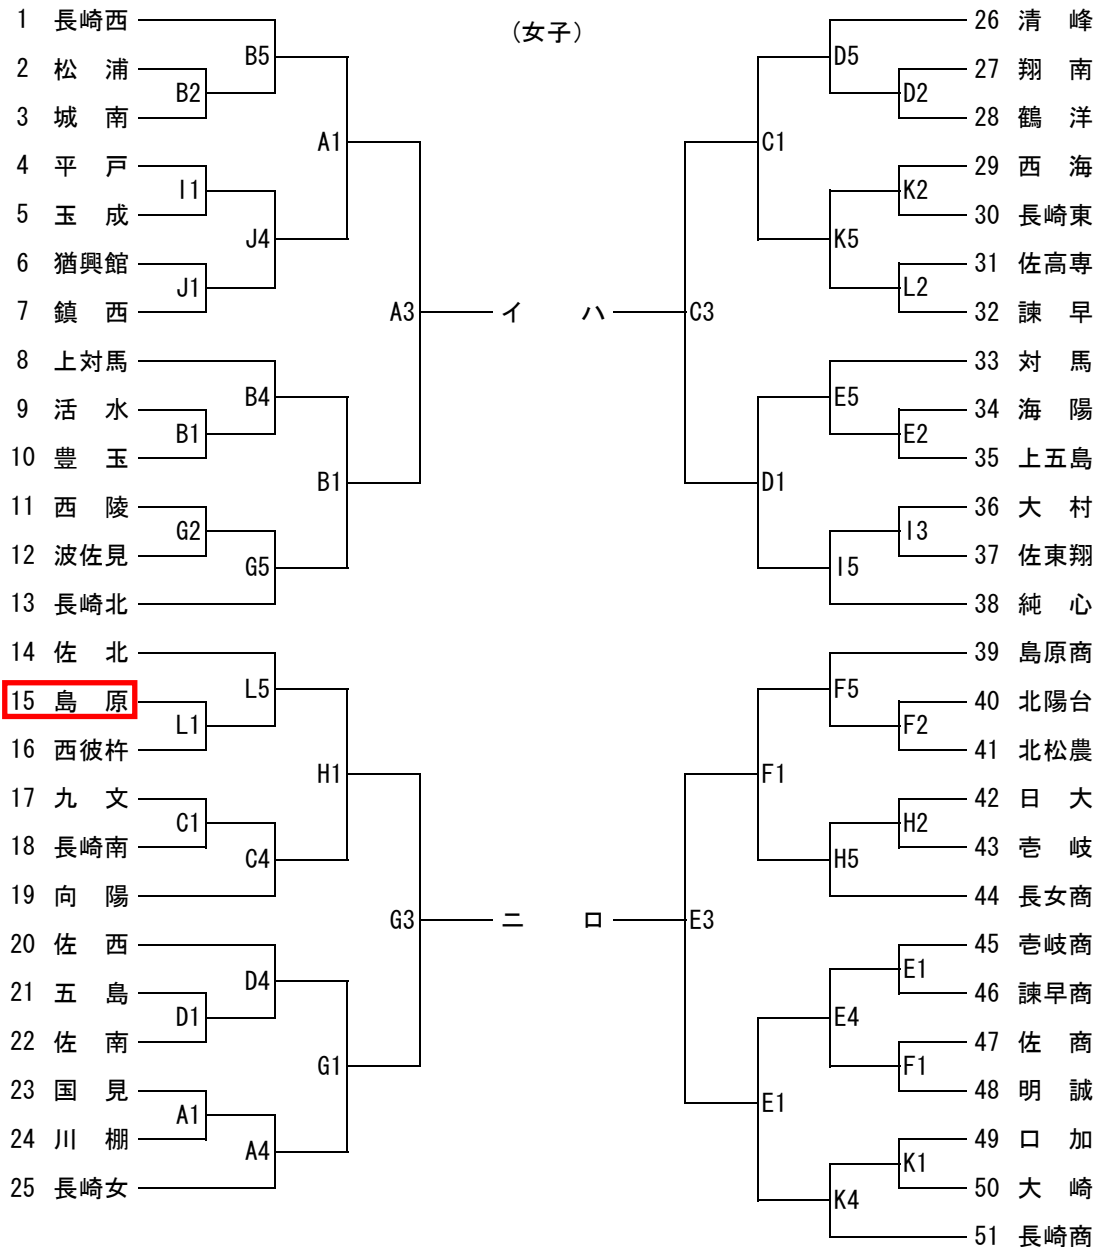 （女子）
1 長崎西
2 松　浦
3 城　南
4 平　戸
5 玉　成
6 猶興館
7 鎮　西
8 上対馬
9 活　水
10 豊　玉
11 西　陵
12 波佐見
13 長崎北
14 佐　北
15 島　原
16 西彼杵
17 九　文
18 長崎南
19 向　陽
20 佐　西
21 五　島
22 佐　南
23 国　見
24 川　棚
25 長崎女
B5
B2
A1
I1
J4
J1
A3
B4
B1
B1
G2
G5
L5
L1
H1
C1
C4
G3
D4
D1
G1
A1
A4
イ
ハ
ニ
ロ
D5
D2
C1
K2
K5
L2
C3
E5
E2
D1
I3
I5
F5
F2
F1
H2
H5
E3
E1
E4
F1
E1
K1
K4
26 清　峰
27 翔　南
28 鶴　洋
29 西　海
30 長崎東
31 佐高専
32 諫　早
33 対　馬
34 海　陽
35 上五島
36 大　村
37 佐東翔
38 純　心
39 島原商
40 北陽台
41 北松農
42 日　大
43 壱　岐
44 長女商
45 壱岐商
46 諫早商
47 佐　商
48 明　誠
49 口　加
50 大　崎
51 長崎商